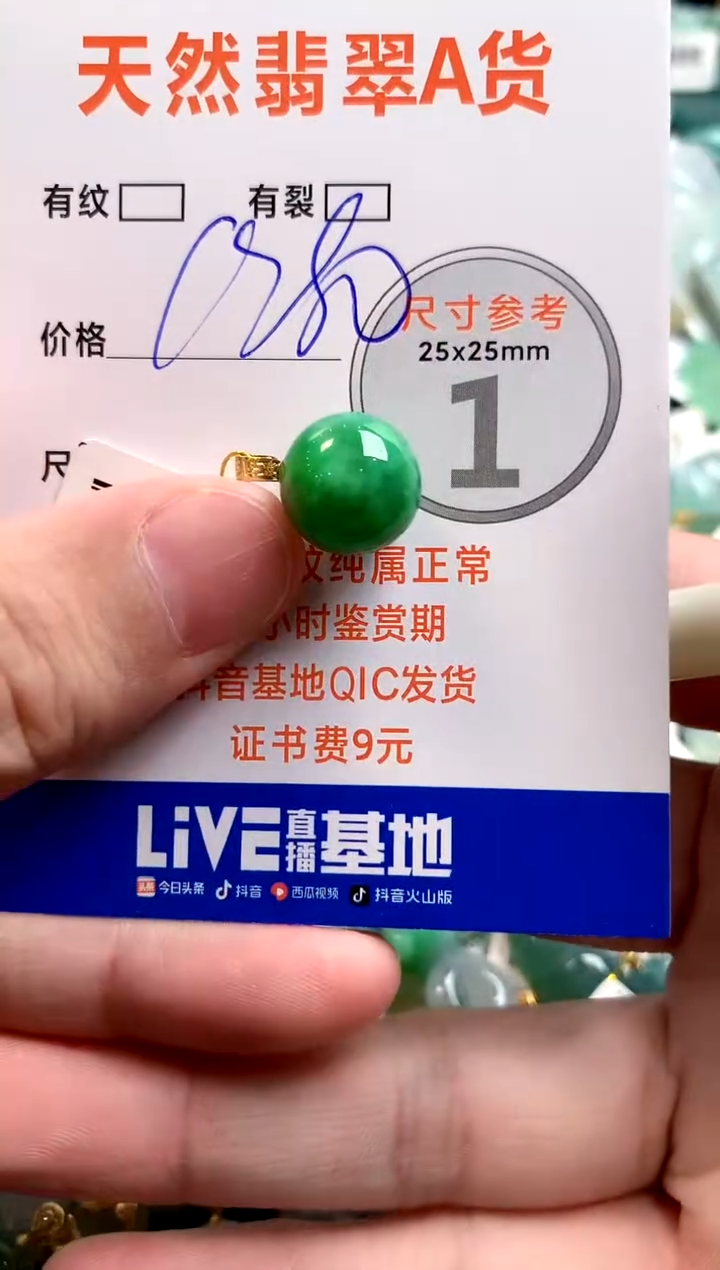 天然翡翠A货
有纹 有裂
价格
尺寸参考
25x25mm
1
尺
纹纯属正常
小时鉴赏期
抖音基地QIC发货
证书费9元
LiVE直播基地
头条 今日头条 抖音 西瓜视频 抖音火山版